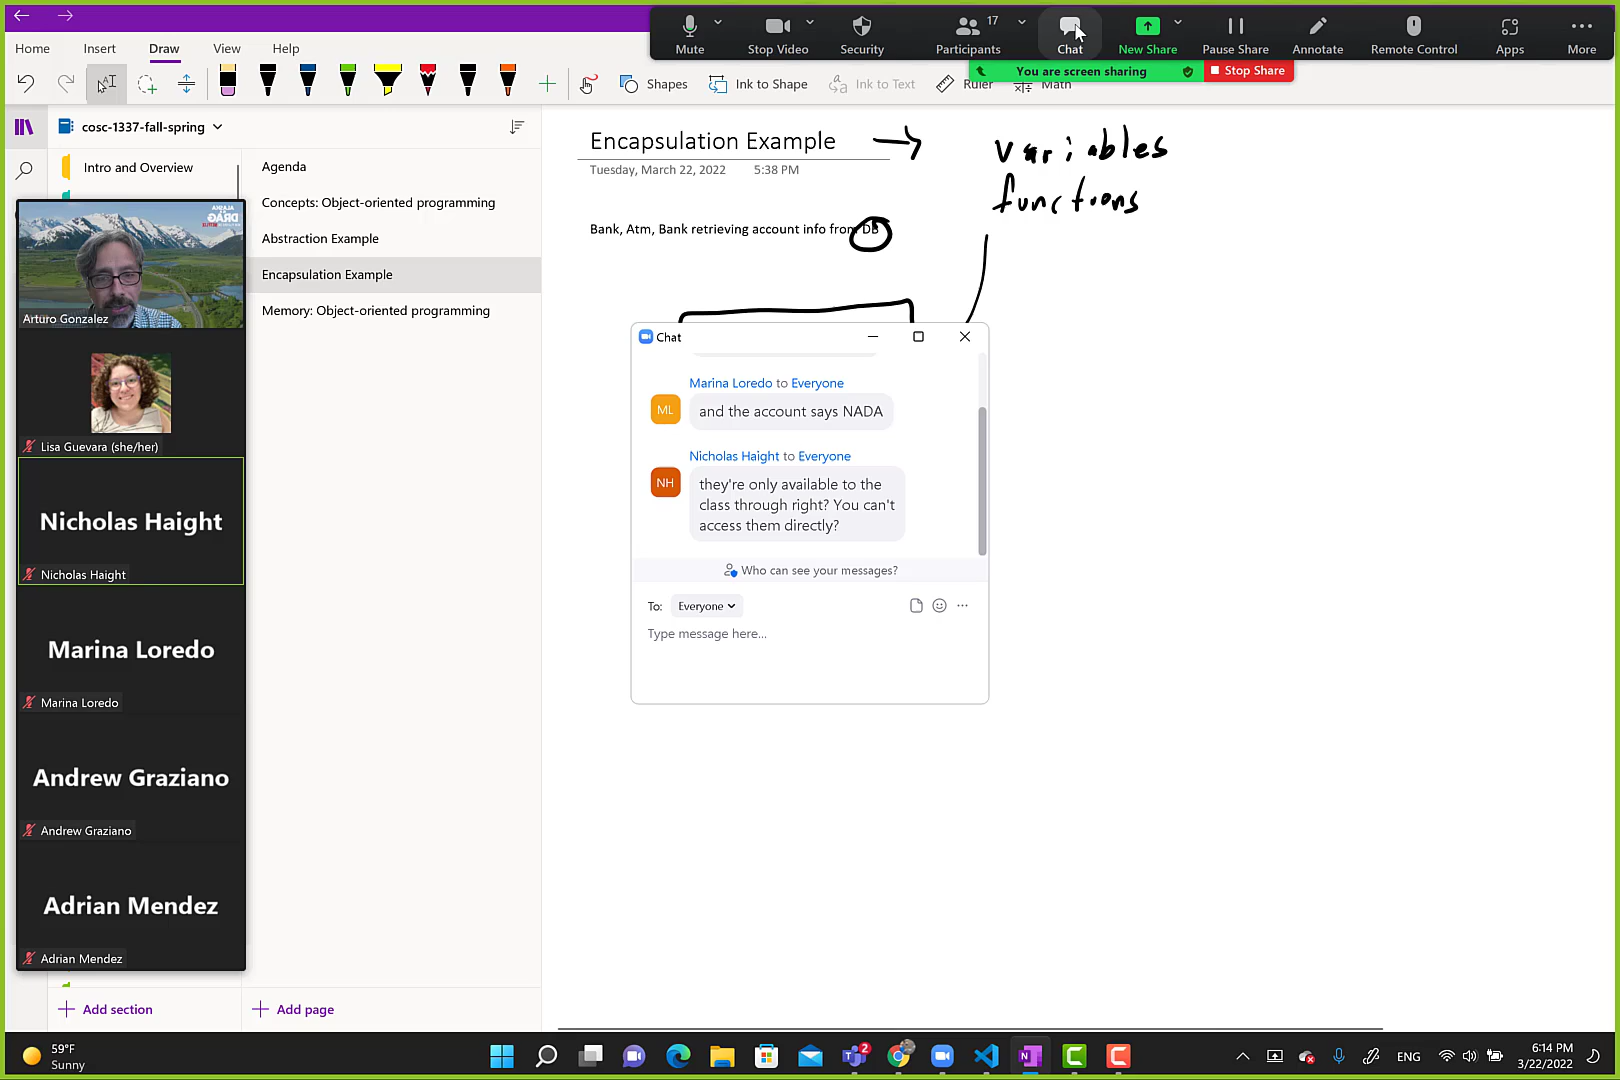 Mute
Stop Video
Security
17
Participants
Chat
New Share
Pause Share
Annotate
Remote Control
Apps
More
You are screen sharing
Stop Share
Home
Insert
Draw
View
Help
Shapes
Ink to Shape
Ink to Text
Ruler
Math
cosc-1337-fall-spring
Intro and Overview
Agenda
Concepts: Object-oriented programming
Abstraction Example
Encapsulation Example
Memory: Object-oriented programming
Add section
Add page
ALASKA
DRAG
Arturo Gonzalez
Lisa Guevara (she/her)
Nicholas Haight
Nicholas Haight
Marina Loredo
Marina Loredo
Andrew Graziano
Andrew Graziano
Adrian Mendez
Adrian Mendez
Encapsulation Example
Tuesday, March 22, 2022 5:38 PM
variables
functions
Bank, Atm, Bank retrieving account info from DB
Chat
Marina Loredo to Everyone
ML
and the account says NADA
Nicholas Haight to Everyone
NH
they're only available to the
class through right? You can't
access them directly?
Who can see your messages?
To: Everyone
Type message here...
59°F
Sunny
2
ENG
6:14 PM
3/22/2022